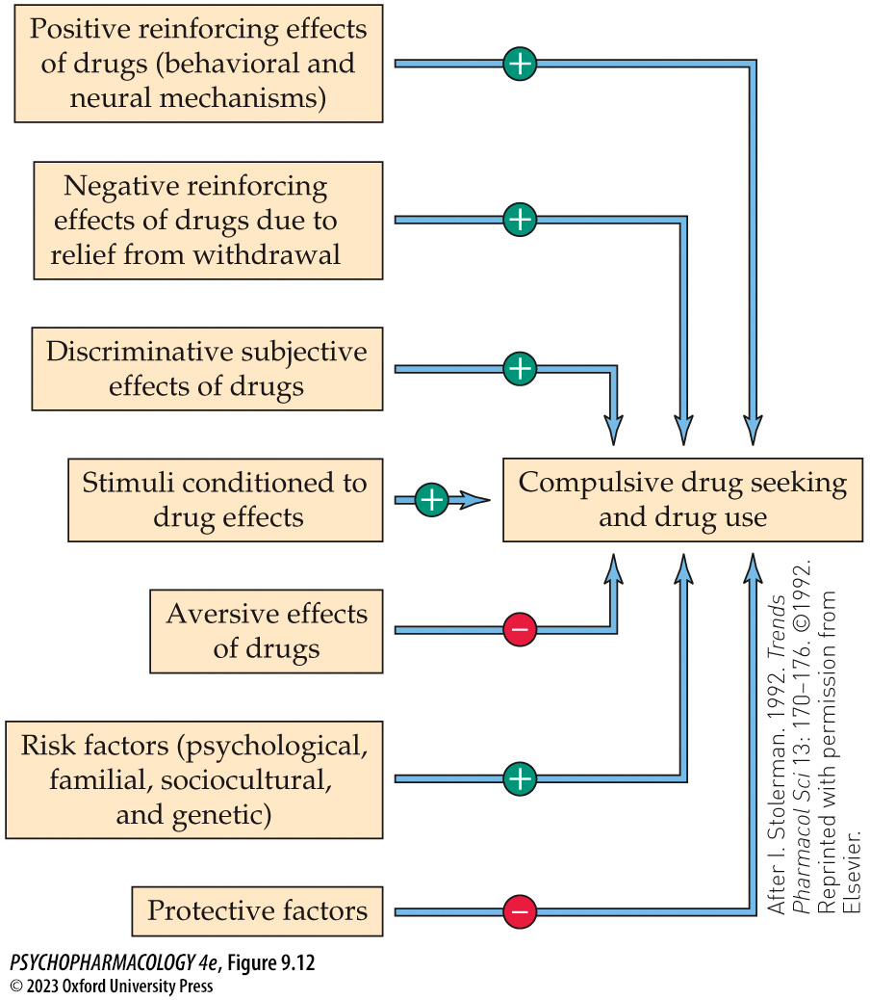 Positive reinforcing effects
of drugs (behavioral and
neural mechanisms)
+
Negative reinforcing
effects of drugs due to
relief from withdrawal
+
Discriminative subjective
effects of drugs
+
Stimuli conditioned to
drug effects
+
Compulsive drug seeking
and drug use
Aversive effects
of drugs
–
Risk factors (psychological,
familial, sociocultural,
and genetic)
+
Protective factors
–
After I. Stolerman. 1992. Trends
Pharmacol Sci 13: 170–176. ©1992.
Reprinted with permission from
Elsevier.
PSYCHOPHARMACOLOGY 4e, Figure 9.12
© 2023 Oxford University Press